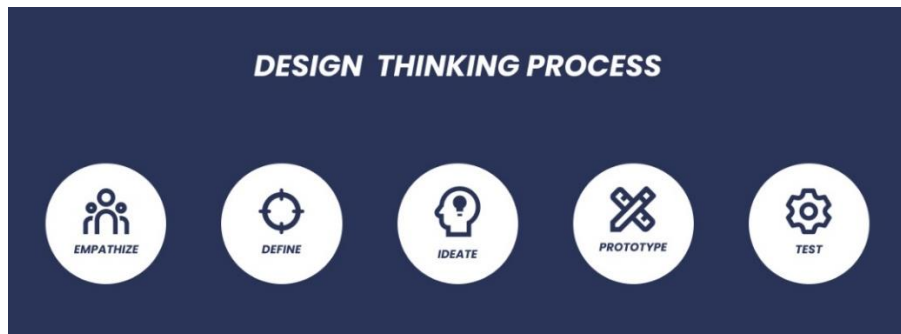 DESIGN THINKING PROCESS
EMPATHIZE
DEFINE
IDEATE
PROTOTYPE
TEST